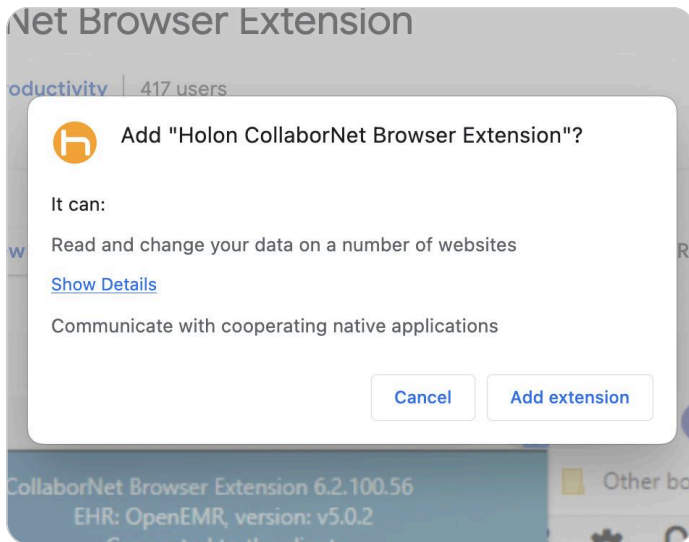 Net Browser Extension
oductivity | 417 users
Add "Holon CollaborNet Browser Extension"?
It can:
Read and change your data on a number of websites
w
R
Show Details
Communicate with cooperating native applications
Cancel
Add extension
CollaborNet Browser Extension 6.2.100.56
Other bo
EHR: OpenEMR, version: v5.0.2